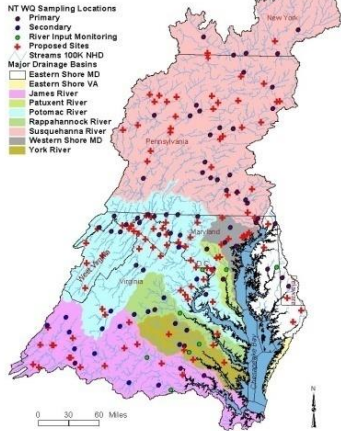 NT WQ Sampling Locations
Primary
Secondary
River Input Monitoring
Proposed Sites
Streams 100K NHD
Major Drainage Basins
Eastern Shore MD
Eastern Shore VA
James River
Patuxent River
Potomac River
Rappahannock River
Susquehanna River
Western Shore MD
York River
New York
Pennsylvania
Maryland
West Virginia
D.C.
Virginia
0 30 60 Miles
N